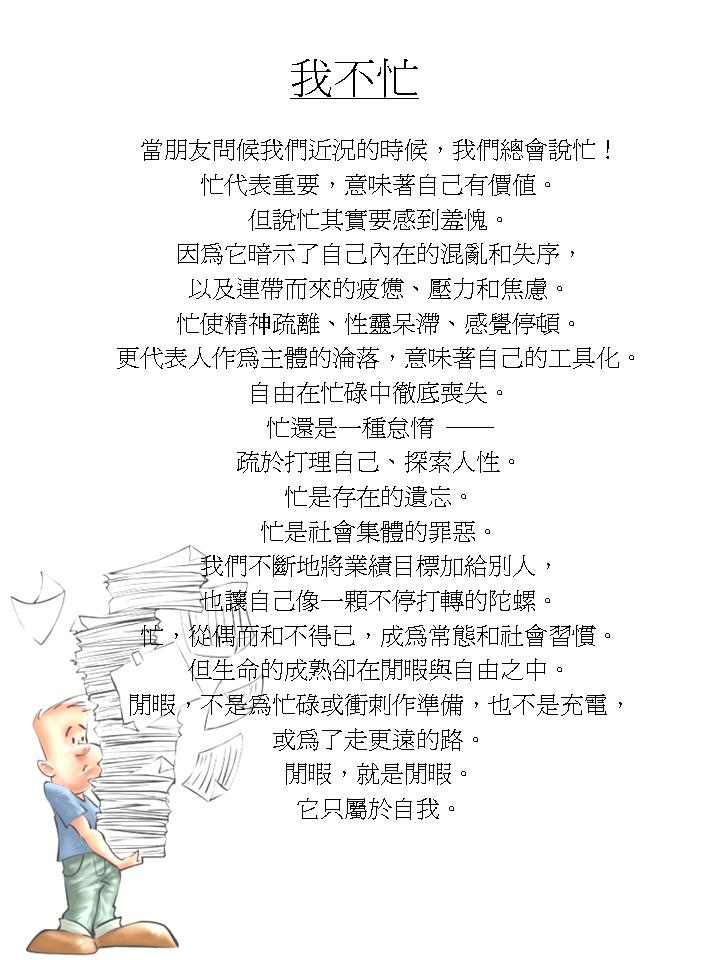 我不忙
當朋友問候我們近況的時候，我們總會說忙！
忙代表重要，意味著自己有價值。
但說忙其實要感到羞愧。
因為它暗示了自己內在的混亂和失序，
以及連帶而來的疲憊、壓力和焦慮。
忙使精神疏離、性靈呆滯、感覺停頓。
更代表人作為主體的淪落，意味著自己的工具化。
自由在忙碌中徹底喪失。
忙還是一種怠惰 ——
疏於打理自己、探索人性。
忙是存在的遺忘。
忙是社會集體的罪惡。
我們不斷地將業績目標加給別人，
也讓自己像一顆不停打轉的陀螺。
忙，從偶而和不得已，成為常態和社會習慣。
但生命的成熟卻在閒暇與自由之中。
閒暇，不是為忙碌或衝刺作準備，也不是充電，
或為了走更遠的路。
閒暇，就是閒暇。
它只屬於自我。